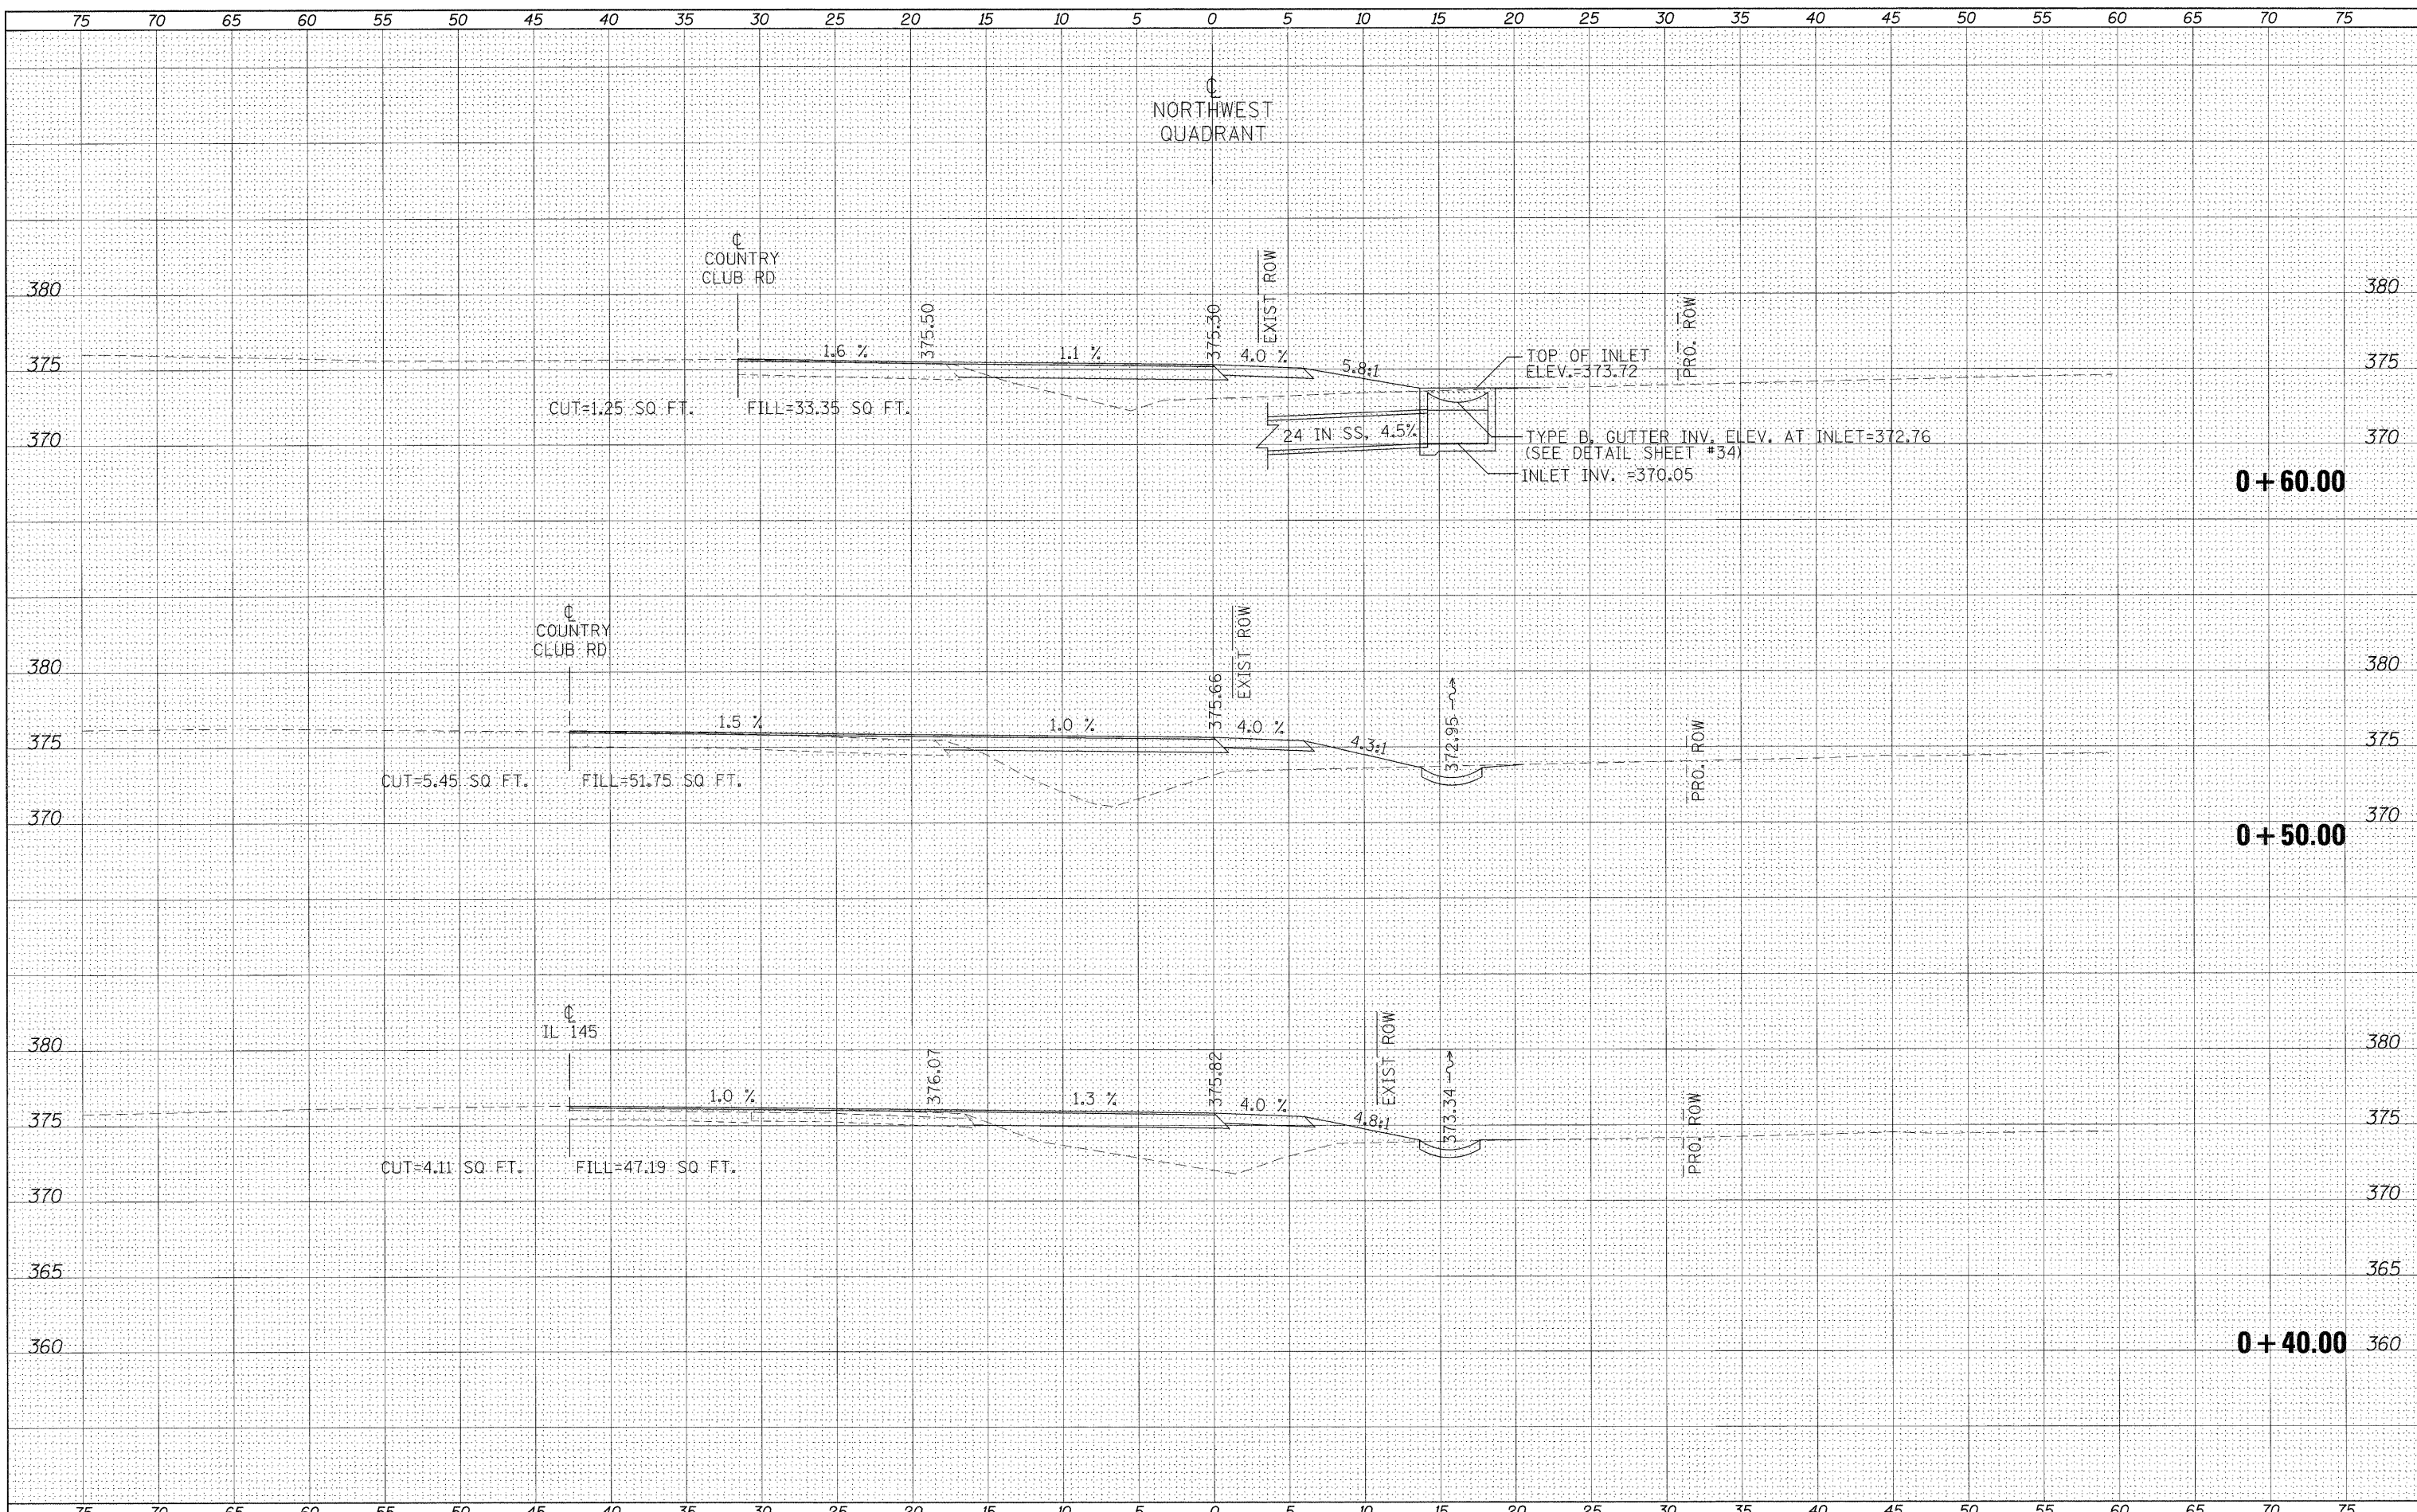 75 70 65 60 55 50 45 40 35 30 25 20 15 10 5 0 5 10 15 20 25 30 35 40 45 50 55 60 65 70 75
℄
NORTHWEST
QUADRANT
℄
COUNTRY
CLUB RD
EXIST ROW
PRO. ROW
380 380
375.50
375.30
1.6 %
1.1 %
4.0 %
5.8:1
TOP OF INLET
ELEV.=373.72
375 375
CUT=1.25 SQ FT. FILL=33.35 SQ FT.
24 IN SS, 4.5%
TYPE B, GUTTER INV. ELEV. AT INLET=372.76
(SEE DETAIL SHEET #34)
370 370
INLET INV. =370.05
0+60.00
℄
COUNTRY
CLUB RD
EXIST ROW
380 380
375.66
372.95
1.5 %
1.0 %
4.0 %
4.3:1
PRO. ROW
375 375
CUT=5.45 SQ FT. FILL=51.75 SQ FT.
370 370
0+50.00
℄
IL 145
EXIST ROW
380 380
376.07
375.82
373.34
1.0 %
1.3 %
4.0 %
4.8:1
PRO. ROW
375 375
CUT=4.11 SQ FT. FILL=47.19 SQ FT.
370 370
365 365
0+40.00
360 360
75 70 65 60 55 50 45 40 35 30 25 20 15 10 5 0 5 10 15 20 25 30 35 40 45 50 55 60 65 70 75